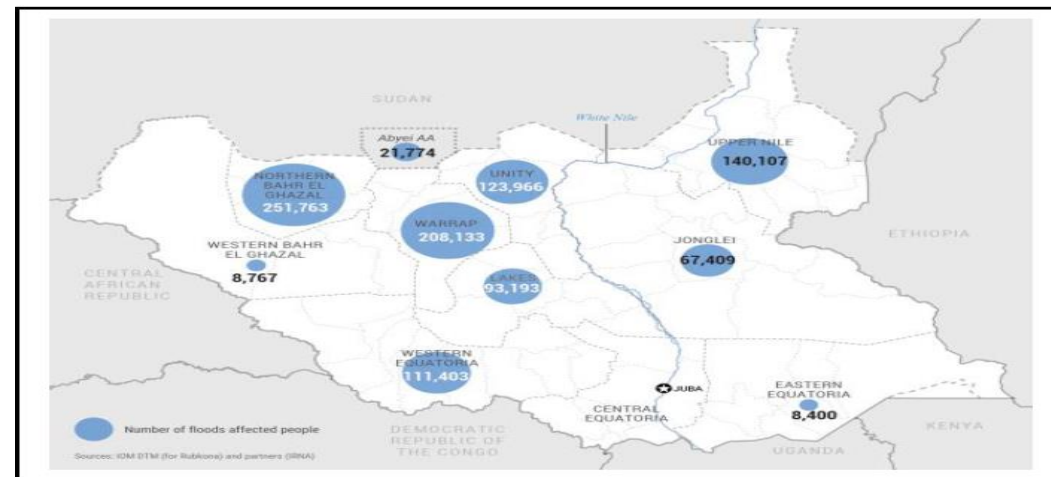 SUDAN
White Nile
Abyei AA
21,774
UPPER NILE
140,107
NORTHERN
BAHR EL
GHAZAL
251,763
UNITY
123,966
WARRAP
208,133
JONGLEI
67,409
ETHIOPIA
WESTERN BAHR
EL GHAZAL
8,767
CENTRAL
AFRICAN
REPUBLIC
LAKES
93,193
WESTERN
EQUATORIA
111,403
JUBA
CENTRAL
EQUATORIA
EASTERN
EQUATORIA
8,400
KENYA
UGANDA
DEMOCRATIC
REPUBLIC OF
THE CONGO
Number of floods affected people
Sources: IOM DTM (for Rubkona) and partners (IRNA)